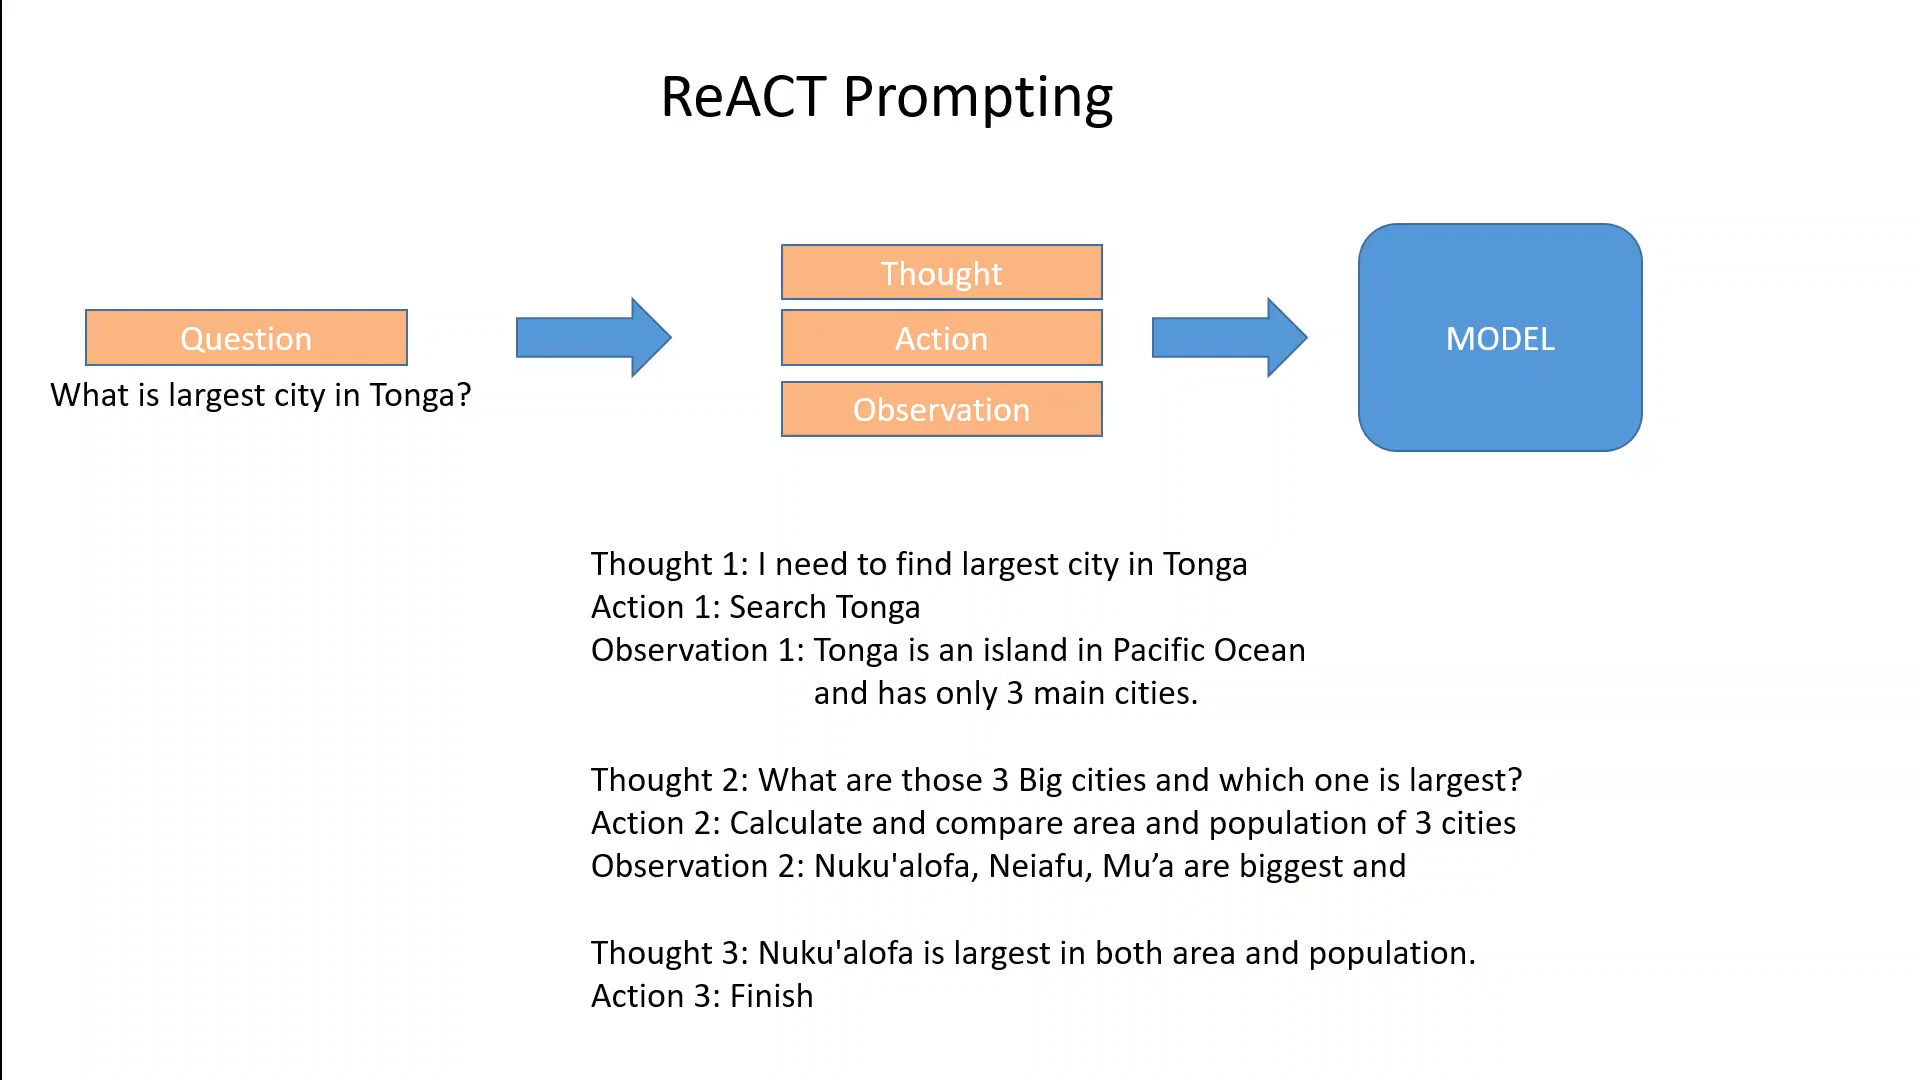 ReACT Prompting
Question
What is largest city in Tonga?
Thought
Action
Observation
MODEL
Thought 1: I need to find largest city in Tonga
Action 1: Search Tonga
Observation 1: Tonga is an island in Pacific Ocean
and has only 3 main cities.
Thought 2: What are those 3 Big cities and which one is largest?
Action 2: Calculate and compare area and population of 3 cities
Observation 2: Nuku'alofa, Neiafu, Mu’a are biggest and
Thought 3: Nuku'alofa is largest in both area and population.
Action 3: Finish